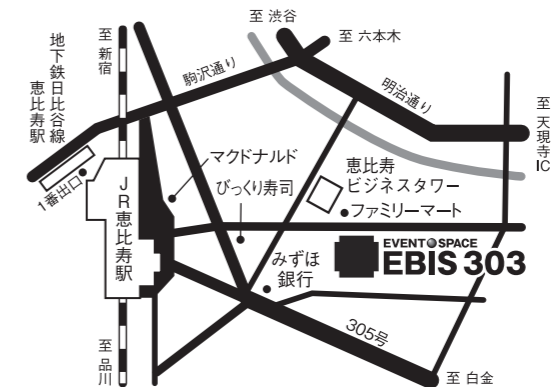 至 渋谷
至 六本木
至 新宿
地下鉄日比谷線
恵比寿駅
駒沢通り
明治通り
至 天現寺IC
1番出口
マクドナルド
びっくり寿司
恵比寿
ビジネスタワー
ファミリーマート
JR恵比寿駅
EVENT SPACE
EBIS 303
みずほ
銀行
305号
至 品川
至 白金